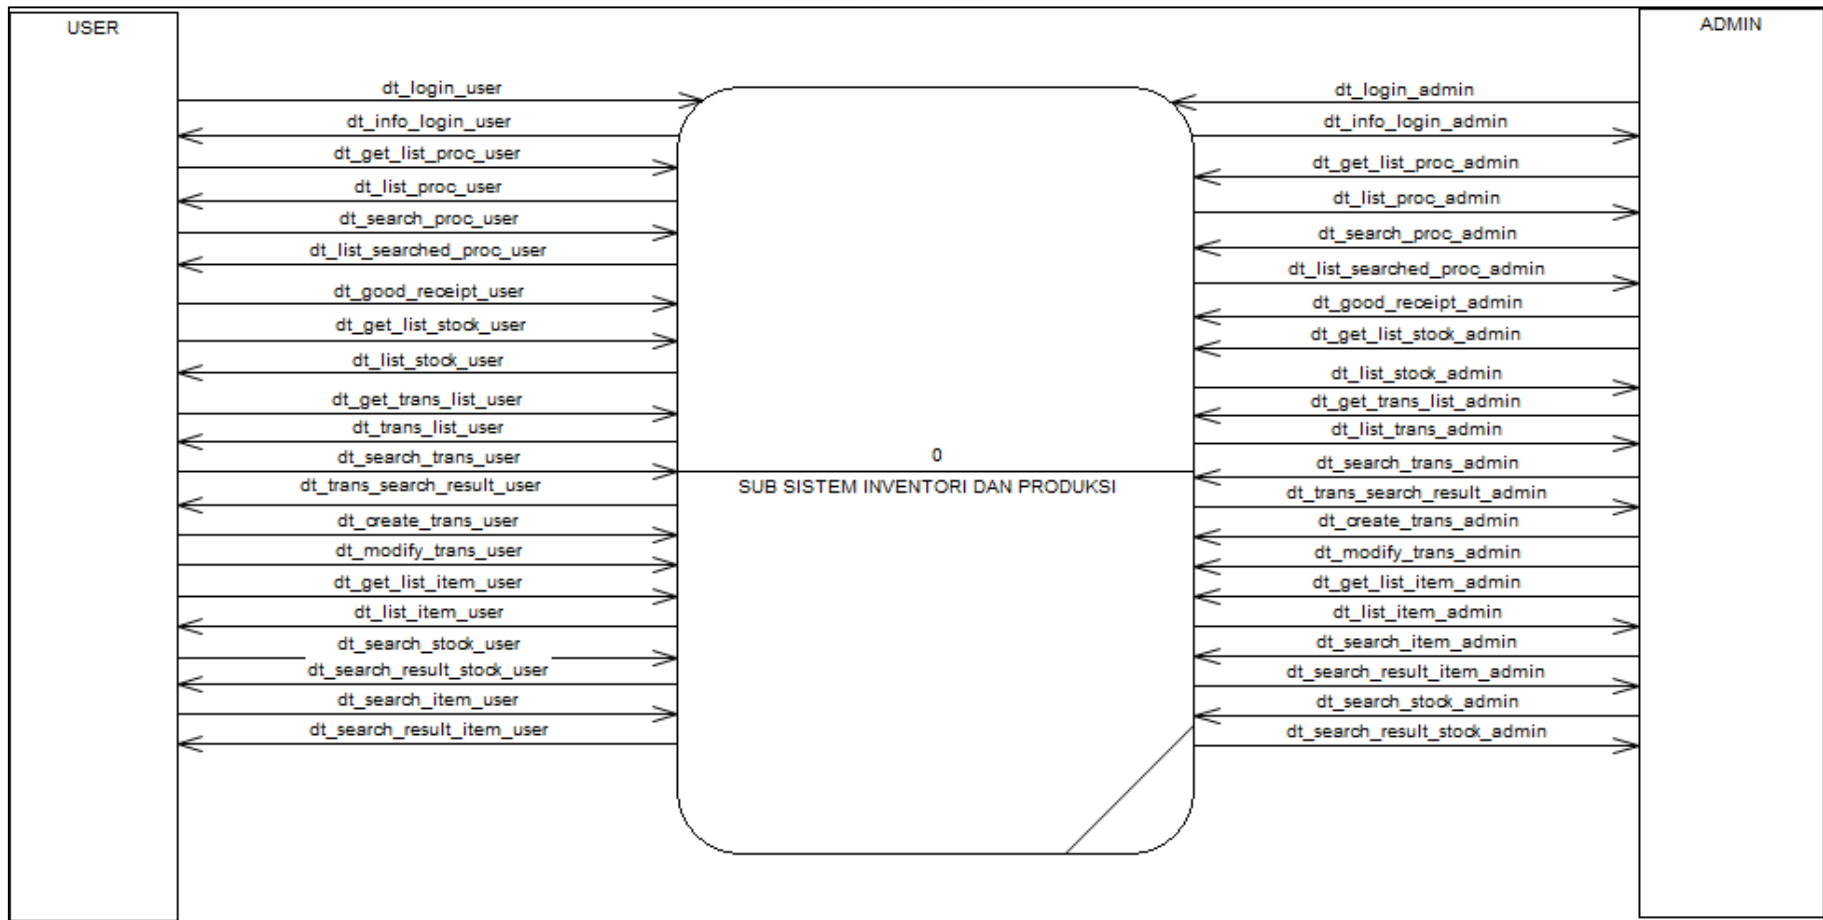 USER
dt_login_user
dt_info_login_user
dt_get_list_proc_user
dt_list_proc_user
dt_search_proc_user
dt_list_searched_proc_user
dt_good_receipt_user
dt_get_list_stock_user
dt_list_stock_user
dt_get_trans_list_user
dt_trans_list_user
dt_search_trans_user
dt_trans_search_result_user
dt_create_trans_user
dt_modify_trans_user
dt_get_list_item_user
dt_list_item_user
dt_search_stock_user
dt_search_result_stock_user
dt_search_item_user
dt_search_result_item_user
0
SUB SISTEM INVENTORI DAN PRODUKSI
ADMIN
dt_login_admin
dt_info_login_admin
dt_get_list_proc_admin
dt_list_proc_admin
dt_search_proc_admin
dt_list_searched_proc_admin
dt_good_receipt_admin
dt_get_list_stock_admin
dt_list_stock_admin
dt_get_trans_list_admin
dt_list_trans_admin
dt_search_trans_admin
dt_trans_search_result_admin
dt_create_trans_admin
dt_modify_trans_admin
dt_get_list_item_admin
dt_list_item_admin
dt_search_item_admin
dt_search_result_item_admin
dt_search_stock_admin
dt_search_result_stock_admin